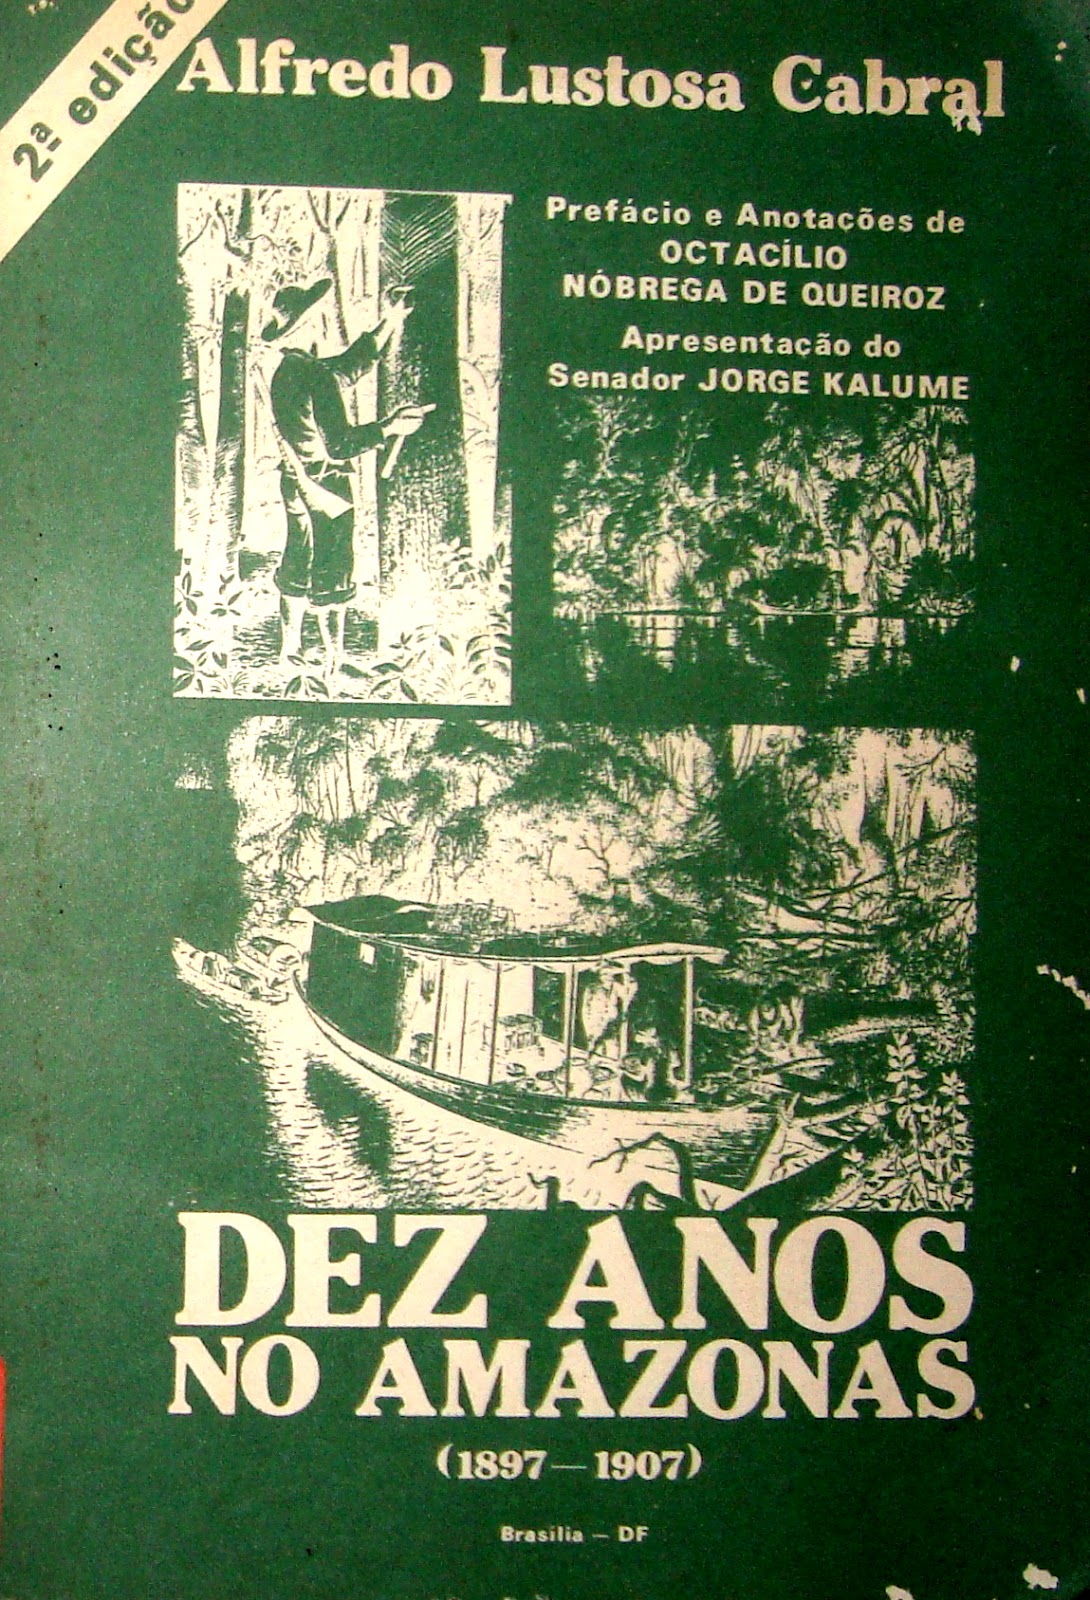 2ª edição
Alfredo Lustosa Cabral
Prefácio e Anotações de
OCTACÍLIO
NÓBREGA DE QUEIROZ
Apresentação do
Senador JORGE KALUME
DEZ ANOS
NO AMAZONAS
(1897—1907)
Brasília — DF